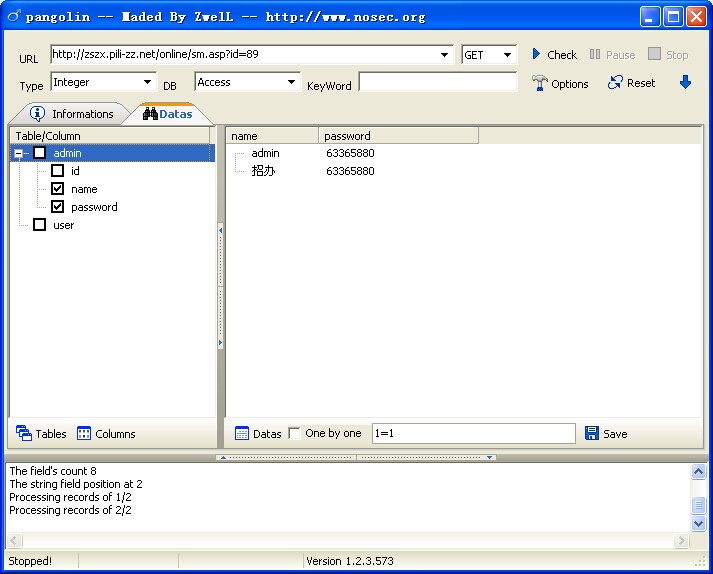 pangolin -- Maded By ZwelL -- http://www.nosec.org
URL http://zszx.pili-zz.net/online/sm.asp?id=89 GET Check Pause Stop
Type Integer DB Access KeyWord Options Reset
Informations Datas
Table/Column name password
admin admin 63365880
id 招办 63365880
name
password
user
Tables Columns Datas One by one 1=1 Save
The field's count 8
The string field position at 2
Processing records of 1/2
Processing records of 2/2
Stopped! Version 1.2.3.573